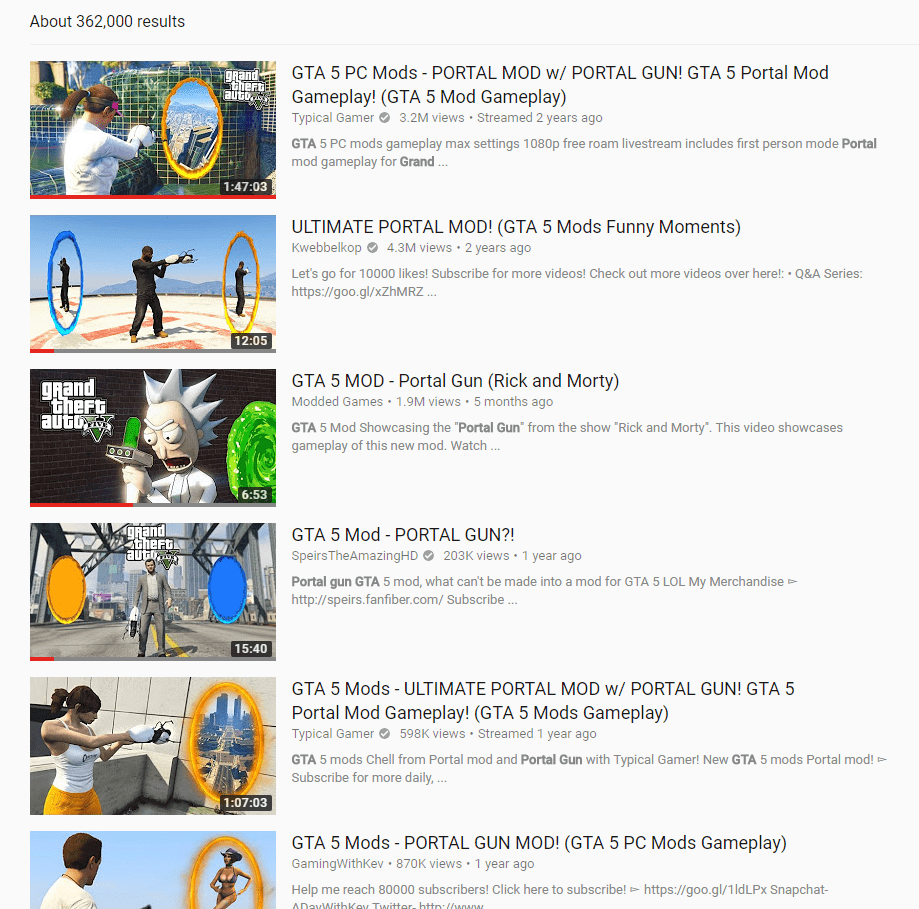 About 362,000 results
grand
theft
auto
V
1:47:03
GTA 5 PC Mods - PORTAL MOD w/ PORTAL GUN! GTA 5 Portal Mod
Gameplay! (GTA 5 Mod Gameplay)
Typical Gamer 3.2M views • Streamed 2 years ago
GTA 5 PC mods gameplay max settings 1080p free roam livestream includes first person mode Portal
mod gameplay for Grand ...
12:05
ULTIMATE PORTAL MOD! (GTA 5 Mods Funny Moments)
Kwebbelkop 4.3M views • 2 years ago
Let's go for 10000 likes! Subscribe for more videos! Check out more videos over here!: • Q&A Series:
https://goo.gl/xZhMRZ ...
grand
theft
auto
V
FIVE
6:53
GTA 5 MOD - Portal Gun (Rick and Morty)
Modded Games • 1.9M views • 5 months ago
GTA 5 Mod Showcasing the "Portal Gun" from the show "Rick and Morty". This video showcases
gameplay of this new mod. Watch ...
grand
theft
auto
V
15:40
GTA 5 Mod - PORTAL GUN?!
SpeirsTheAmazingHD 203K views • 1 year ago
Portal gun GTA 5 mod, what can't be made into a mod for GTA 5 LOL My Merchandise ►
http://speirs.fanfiber.com/ Subscribe ...
1:07:03
GTA 5 Mods - ULTIMATE PORTAL MOD w/ PORTAL GUN! GTA 5
Portal Mod Gameplay! (GTA 5 Mods Gameplay)
Typical Gamer 598K views • Streamed 1 year ago
GTA 5 mods Chell from Portal mod and Portal Gun with Typical Gamer! New GTA 5 mods Portal mod! ►
Subscribe for more daily, ...
GTA 5 Mods - PORTAL GUN MOD! (GTA 5 PC Mods Gameplay)
GamingWithKev • 870K views • 1 year ago
Help me reach 80000 subscribers! Click here to subscribe! ► https://goo.gl/1ldLPx Snapchat-
ADayWithKev Twitter- http://www